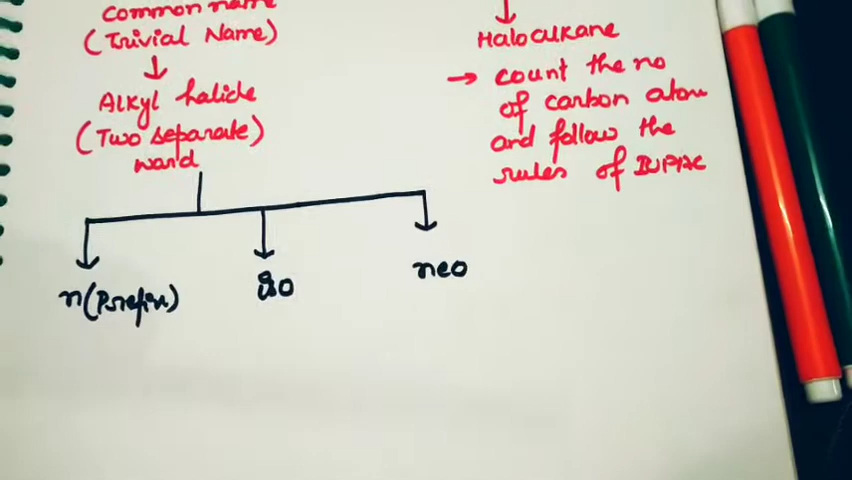 Common name
(Trivial Name)
Alkyl halide
(Two separate)
word
n(Prefix)
iso
neo
Haloalkane
→ count the no
of carbon atom
and follow the
rules of IUPAC